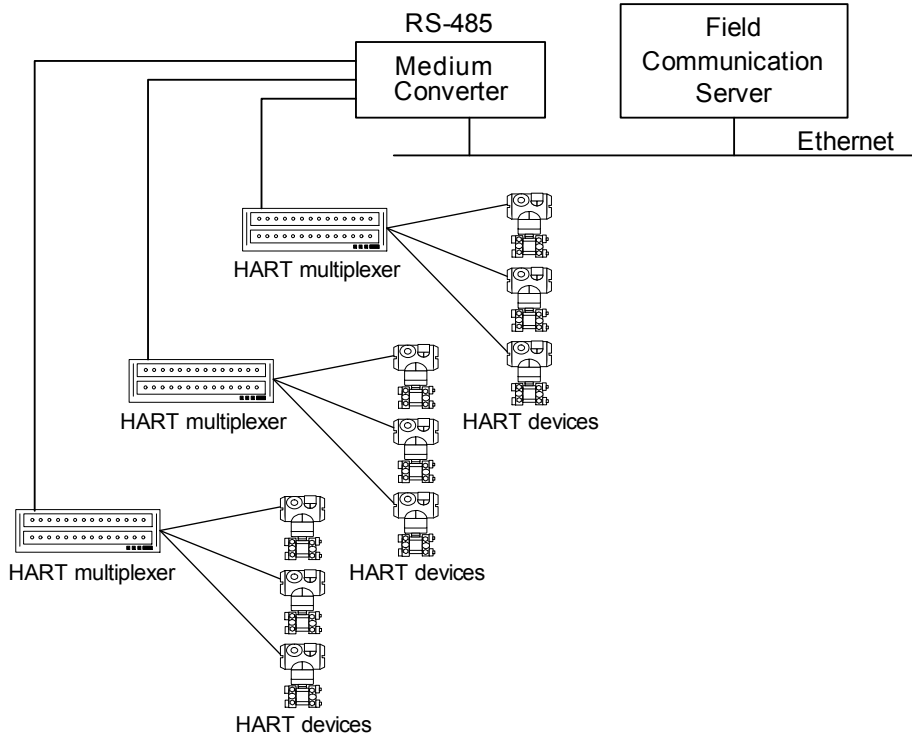 RS-485
Medium
Converter
Field
Communication
Server
Ethernet
HART multiplexer
HART devices
HART multiplexer
HART devices
HART multiplexer
HART devices